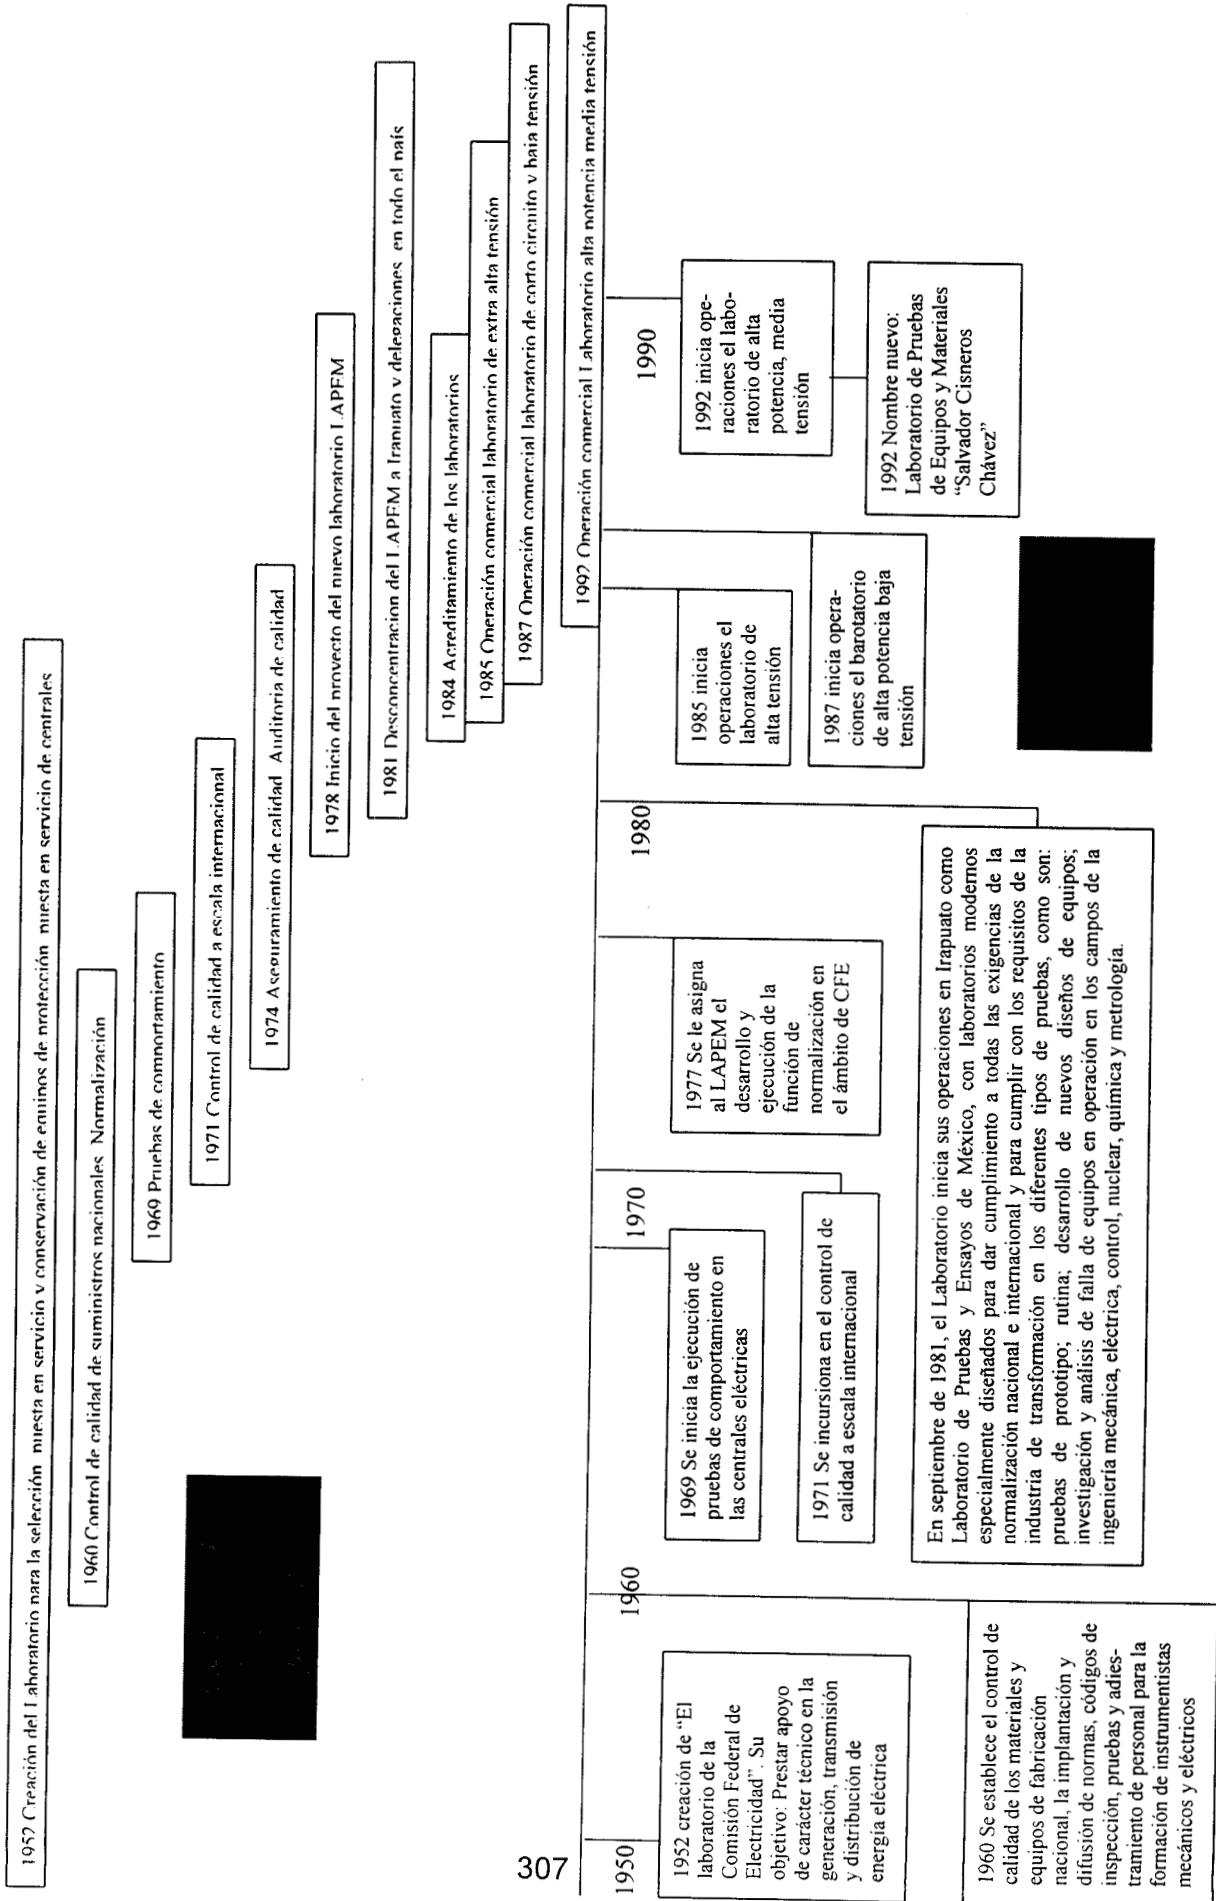 1952 Creación del Laboratorio para la selección puesta en servicio y conservación de equipos de protección puesta en servicio de centrales
1960 Control de calidad de suministros nacionales Normalización
1969 Pruebas de comportamiento
1971 Control de calidad a escala internacional
1974 Aseguramiento de calidad Auditoria de calidad
1978 Inicio del proyecto del nuevo laboratorio LAPEM
1981 Desconcentracion del LAPEM a Irapuato y delegaciones en todo el país
1984 Acreditamiento de los laboratorios
1985 Operación comercial laboratorio de extra alta tensión
1987 Operación comercial laboratorio de corto circuito y baja tensión
1992 Operación comercial Laboratorio alta potencia media tensión
307
1950
1960
1970
1980
1990
1952 creación de “El
laboratorio de la
Comisión Federal de
Electricidad”. Su
objetivo: Prestar apoyo
de carácter técnico en la
generación, transmisión
y distribución de
energía eléctrica
1960 Se establece el control de
calidad de los materiales y
equipos de fabricación
nacional, la implantación y
difusión de normas, códigos de
inspección, pruebas y adies-
tramiento de personal para la
formación de instrumentistas
mecánicos y eléctricos
1969 Se inicia la ejecución de
pruebas de comportamiento en
las centrales eléctricas
1971 Se incursiona en el control de
calidad a escala internacional
1977 Se le asigna
al LAPEM el
desarrollo y
ejecución de la
función de
normalización en
el ámbito de CFE
En septiembre de 1981, el Laboratorio inicia sus operaciones en Irapuato como
Laboratorio de Pruebas y Ensayos de México, con laboratorios modernos
especialmente diseñados para dar cumplimiento a todas las exigencias de la
normalización nacional e internacional y para cumplir con los requisitos de la
industria de transformación en los diferentes tipos de pruebas, como son:
pruebas de prototipo; rutina; desarrollo de nuevos diseños de equipos;
investigación y análisis de falla de equipos en operación en los campos de la
ingeniería mecánica, eléctrica, control, nuclear, química y metrología.
1985 inicia
operaciones el
laboratorio de
alta tensión
1987 inicia opera-
ciones el barotatorio
de alta potencia baja
tensión
1992 inicia ope-
raciones el labo-
ratorio de alta
potencia, media
tensión
1992 Nombre nuevo:
Laboratorio de Pruebas
de Equipos y Materiales
“Salvador Cisneros
Chávez”